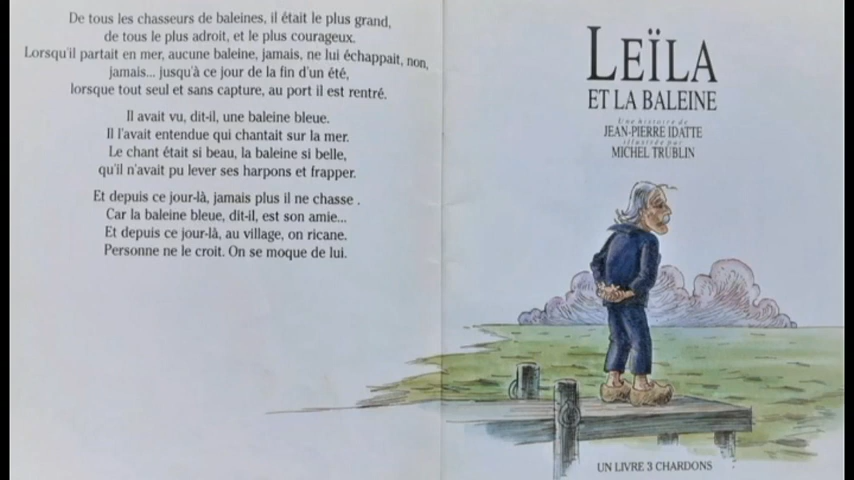 De tous les chasseurs de baleines, il était le plus grand,
de tous le plus adroit, et le plus courageux.
Lorsqu'il partait en mer, aucune baleine, jamais, ne lui échappait, non,
jamais... jusqu'à ce jour de la fin d'un été,
lorsque tout seul et sans capture, au port il est rentré.
Il avait vu, dit-il, une baleine bleue.
Il l'avait entendue qui chantait sur la mer.
Le chant était si beau, la baleine si belle,
qu'il n'avait pu lever ses harpons et frapper.
Et depuis ce jour-là, jamais plus il ne chasse .
Car la baleine bleue, dit-il, est son amie...
Et depuis ce jour-là, au village, on ricane.
Personne ne le croit. On se moque de lui.
LEÏLA
ET LA BALEINE
Une histoire de
JEAN-PIERRE IDATTE
illustrée par
MICHEL TRUBLIN
UN LIVRE 3 CHARDONS